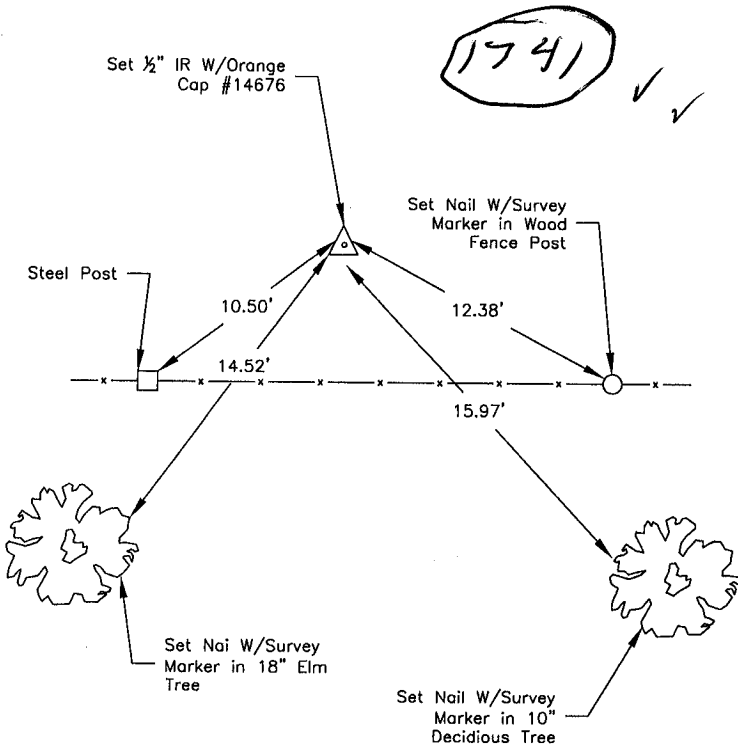 1741
Set ½" IR W/Orange
Cap #14676
Set Nail W/Survey
Marker in Wood
Fence Post
Steel Post
10.50'
12.38'
14.52'
15.97'
Set Nai W/Survey
Marker in 18" Elm
Tree
Set Nail W/Survey
Marker in 10"
Decidious Tree